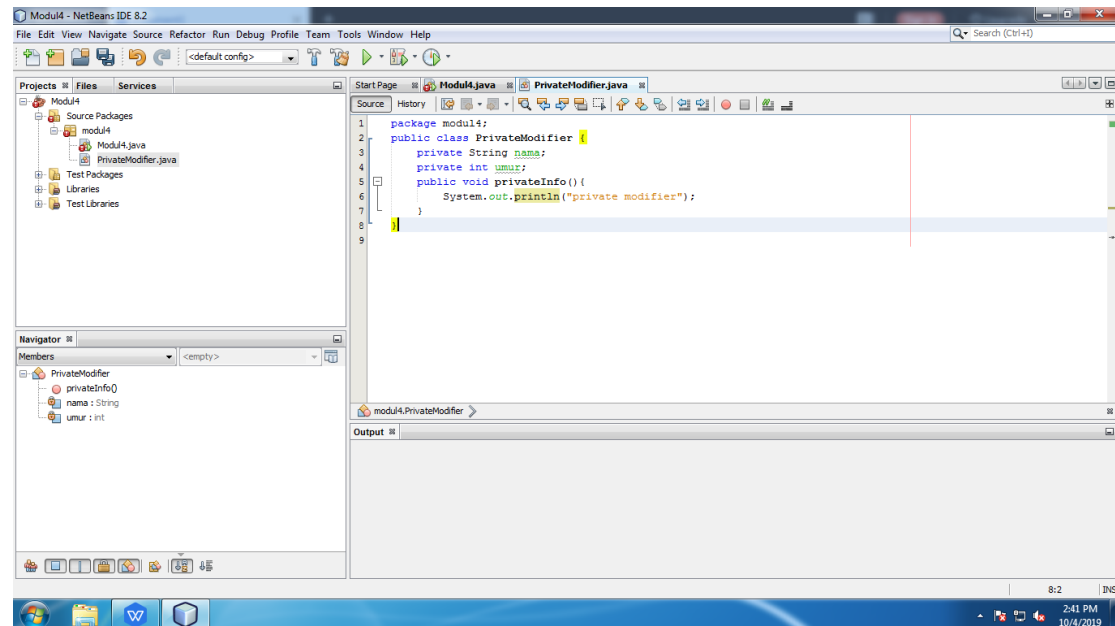 Modul4 - NetBeans IDE 8.2
File Edit View Navigate Source Refactor Run Debug Profile Team Tools Window Help
Search (Ctrl+I)
<default config>
Projects Files Services
Modul4
Source Packages
modul4
Modul4.java
PrivateModifier.java
Test Packages
Libraries
Test Libraries
Navigator
Members <empty>
PrivateModifier
privateInfo()
nama : String
umur : int
Start Page Modul4.java PrivateModifier.java
Source History
1 package modul4;
2 public class PrivateModifier {
3 private String nama;
4 private int umur;
5 public void privateInfo(){
6 System.out.println("private modifier");
7 }
8 }
9
modul4.PrivateModifier
Output
8:2 INS
2:41 PM
10/4/2019